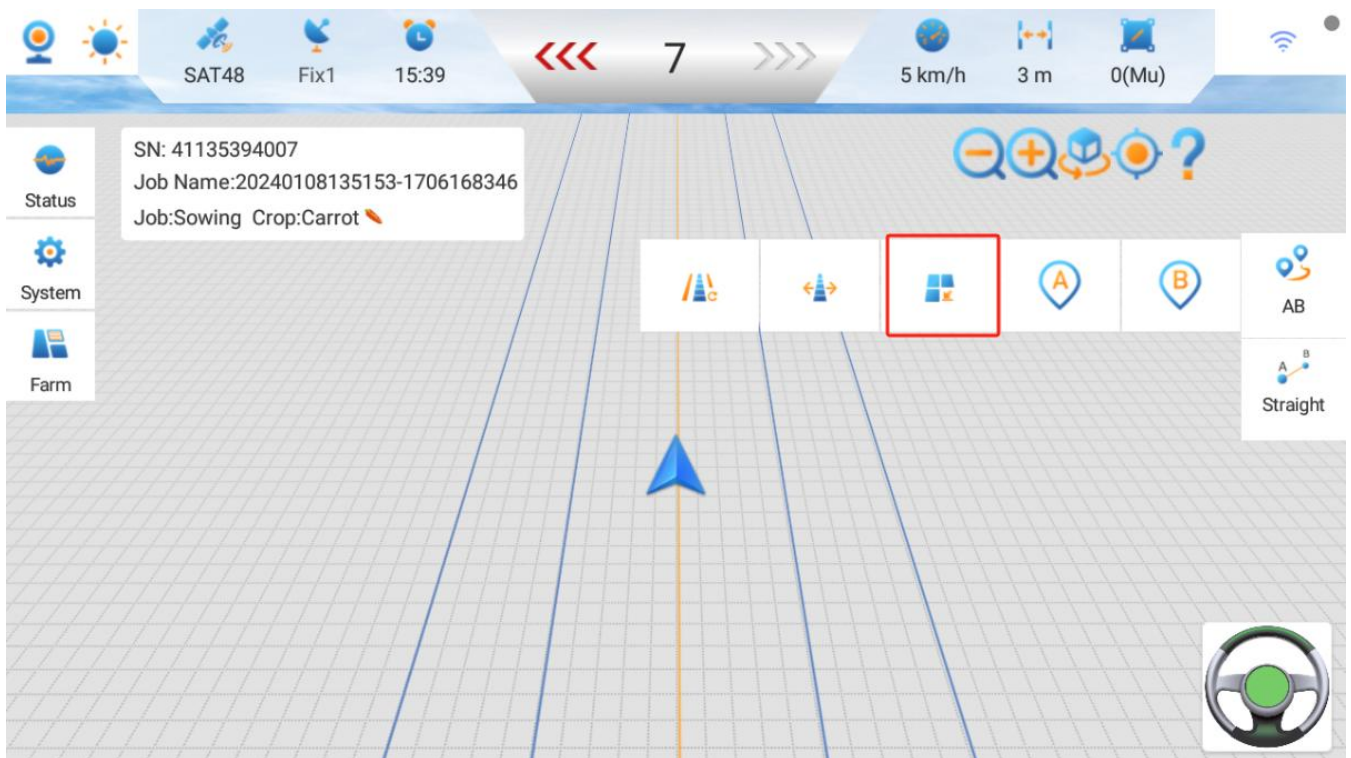 SAT48
Fix1
15:39
7
5 km/h
3 m
0(Mu)
Status
System
Farm
SN: 41135394007
Job Name:20240108135153-1706168346
Job:Sowing Crop:Carrot
?
A
B
AB
A B
Straight